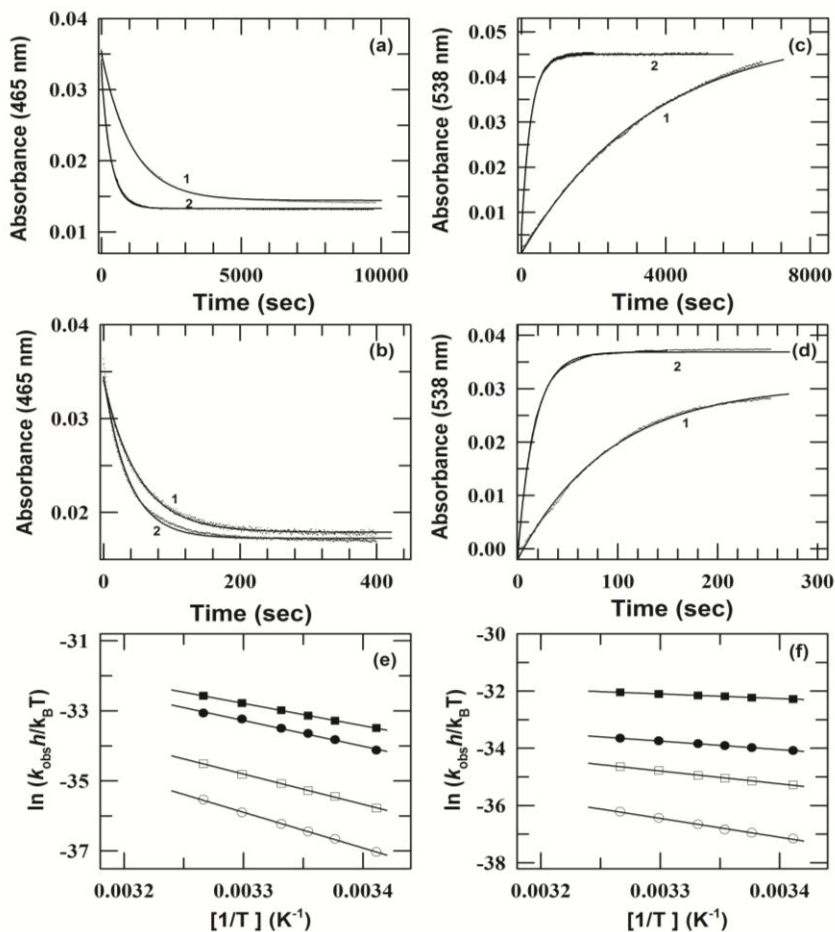 0.04
0.03
0.02
0.01
Absorbance (465 nm)
(a)
1
2
0
5000
10000
Time (sec)
0.05
0.04
0.03
0.02
0.01
Absorbance (538 nm)
(c)
2
1
0
4000
8000
Time (sec)
0.04
0.03
0.02
Absorbance (465 nm)
(b)
1
2
0
200
400
Time (sec)
0.04
0.03
0.02
0.01
0.00
Absorbance (538 nm)
(d)
2
1
0
100
200
300
Time (sec)
-31
-33
-35
-37
ln (kobsh/kBT)
(e)
0.0032
0.0033
0.0034
[1/T ] (K-1)
-30
-32
-34
-36
-38
ln (kobsh/kBT)
(f)
0.0032
0.0033
0.0034
[1/T ] (K-1)